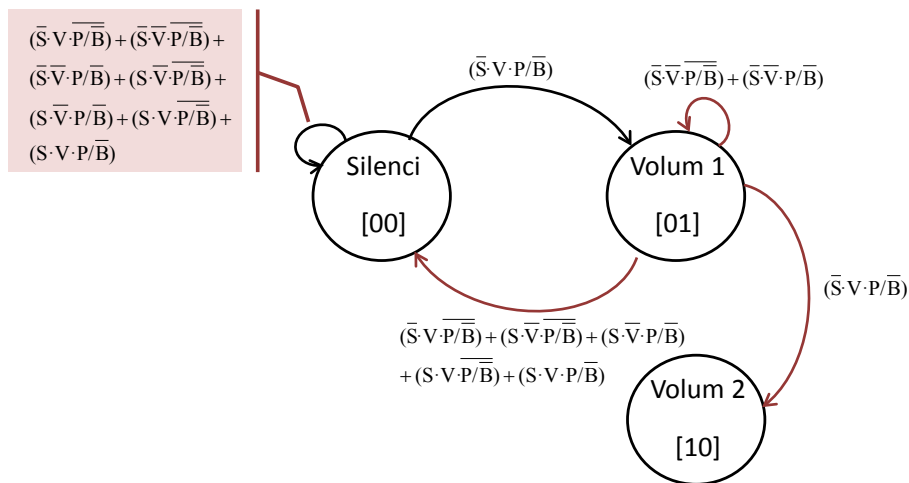 (S̅·V·P/B̅̅) + (S̅·V̅·P/B̅̅) +
(S̅·V̅·P/B̅) + (S·V̅·P/B̅̅) +
(S·V̅·P/B̅) + (S·V·P/B̅̅) +
(S·V·P/B̅)
(S̅·V·P/B̅)
(S̅·V̅·P/B̅̅) + (S̅·V̅·P/B̅)
Silenci
[00]
Volum 1
[01]
(S̅·V·P/B̅)
(S̅·V·P/B̅̅) + (S·V̅·P/B̅̅) + (S·V̅·P/B̅)
+ (S·V·P/B̅̅) + (S·V·P/B̅)
Volum 2
[10]